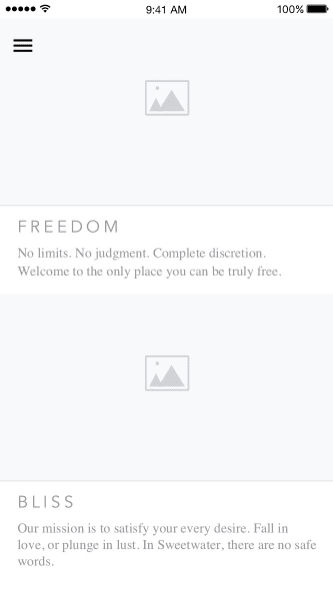 9:41 AM
100%
FREEDOM
No limits. No judgment. Complete discretion.
Welcome to the only place you can be truly free.
BLISS
Our mission is to satisfy your every desire. Fall in
love, or plunge in lust. In Sweetwater, there are no safe
words.